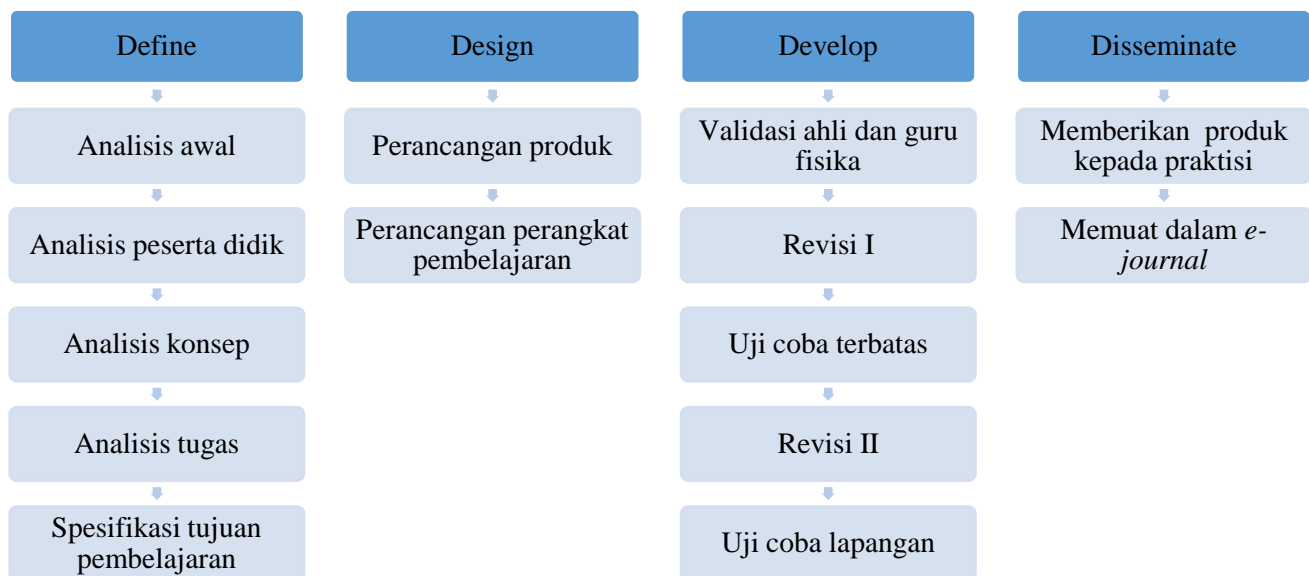 Define
Analisis awal
Analisis peserta didik
Analisis konsep
Analisis tugas
Spesifikasi tujuan
pembelajaran
Design
Perancangan produk
Perancangan perangkat
pembelajaran
Develop
Validasi ahli dan guru
fisika
Revisi I
Uji coba terbatas
Revisi II
Uji coba lapangan
Disseminate
Memberikan produk
kepada praktisi
Memuat dalam e-
journal